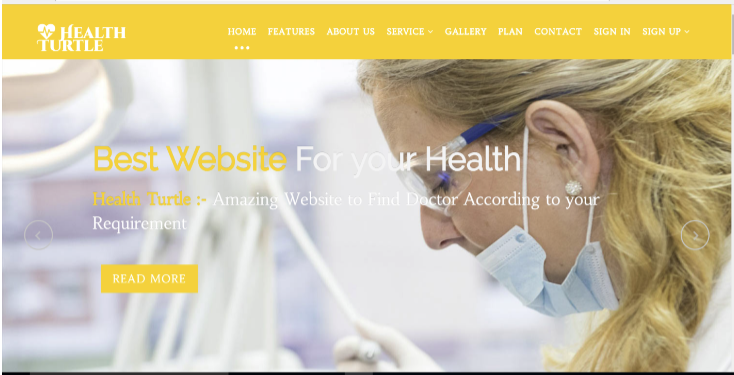 HEALTH
TURTLE
HOME FEATURES ABOUT US SERVICE GALLERY PLAN CONTACT SIGN IN SIGN UP
Best Website For your Health
Health Turtle :- Amazing Website to Find Doctor According to your
Requirement
READ MORE